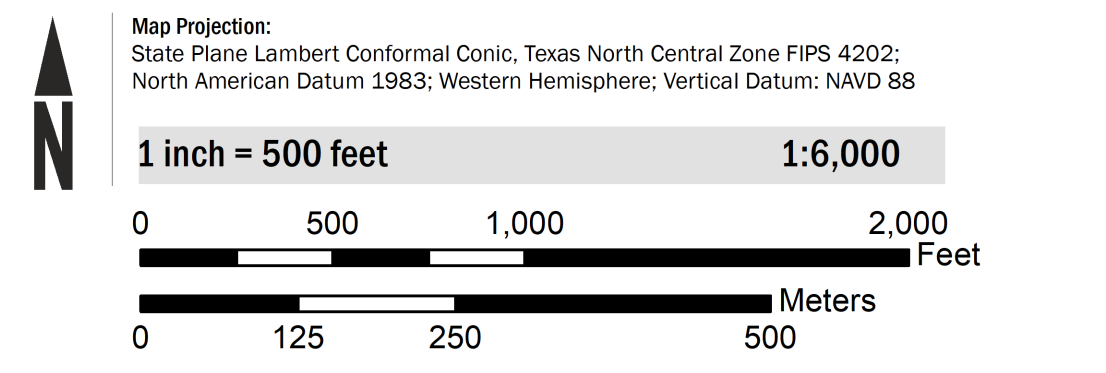 N
Map Projection:
State Plane Lambert Conformal Conic, Texas North Central Zone FIPS 4202;
North American Datum 1983; Western Hemisphere; Vertical Datum: NAVD 88
1 inch = 500 feet 1:6,000
0 500 1,000 2,000
Feet
Meters
0 125 250 500